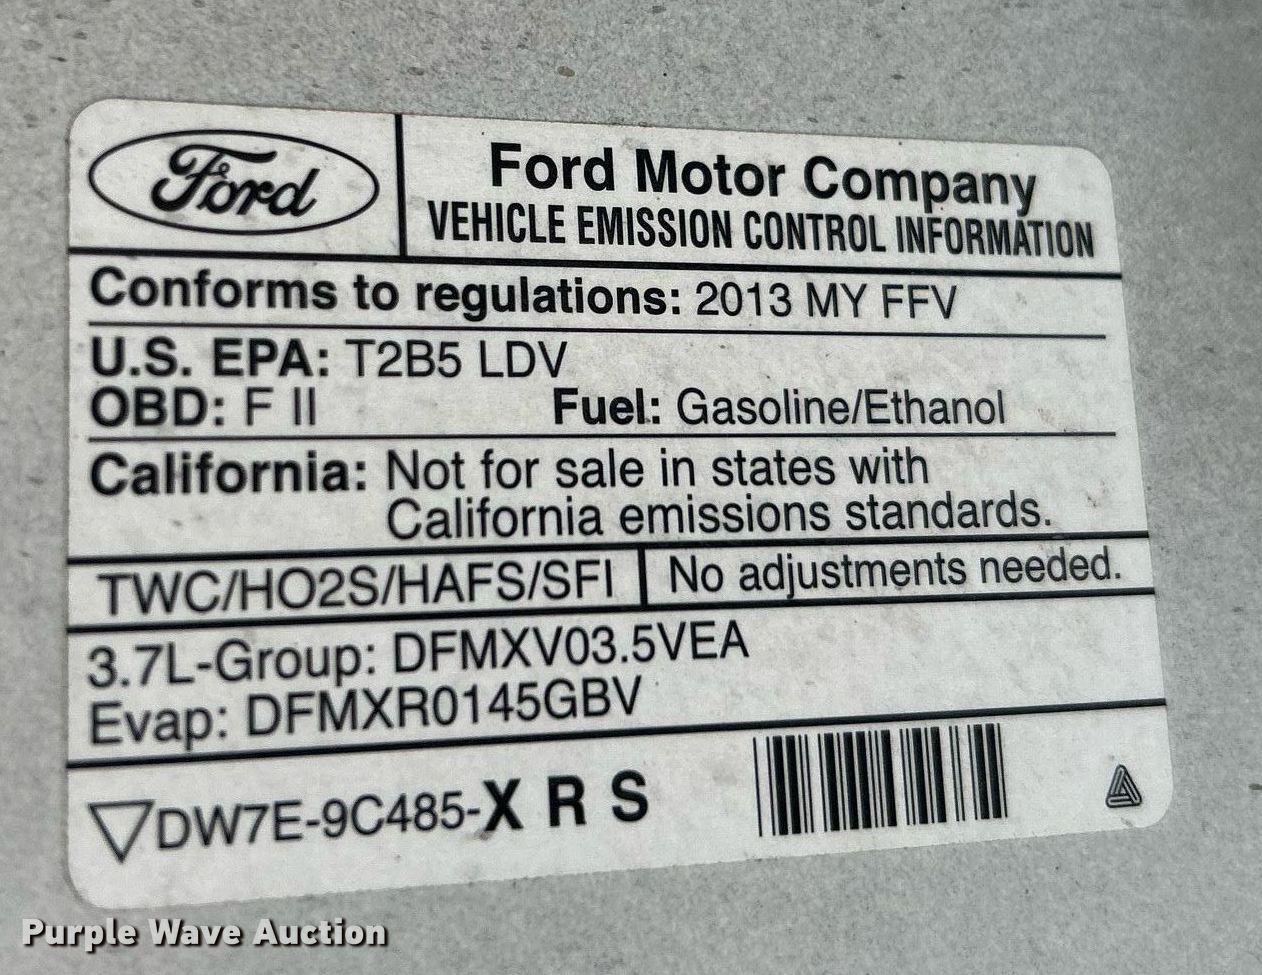 Ford
Ford Motor Company
VEHICLE EMISSION CONTROL INFORMATION
Conforms to regulations: 2013 MY FFV
U.S. EPA: T2B5 LDV
OBD: F II Fuel: Gasoline/Ethanol
California: Not for sale in states with
California emissions standards.
TWC/HO2S/HAFS/SFI No adjustments needed.
3.7L-Group: DFMXV03.5VEA
Evap: DFMXR0145GBV
DW7E-9C485-X R S
Purple Wave Auction